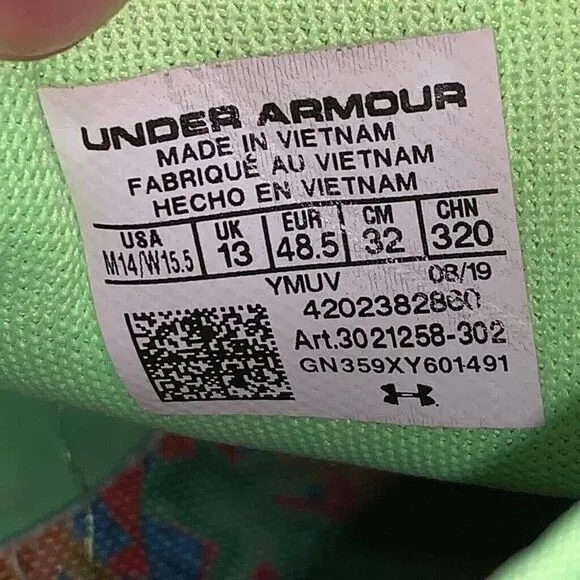 UNDER ARMOUR
MADE IN VIETNAM
FABRIQUÉ AU VIETNAM
HECHO EN VIETNAM
USA UK EUR CM CHN
M14/W15.5 13 48.5 32 320
YMUV 08/19
4202382860
Art.3021258-302
GN359XY601491